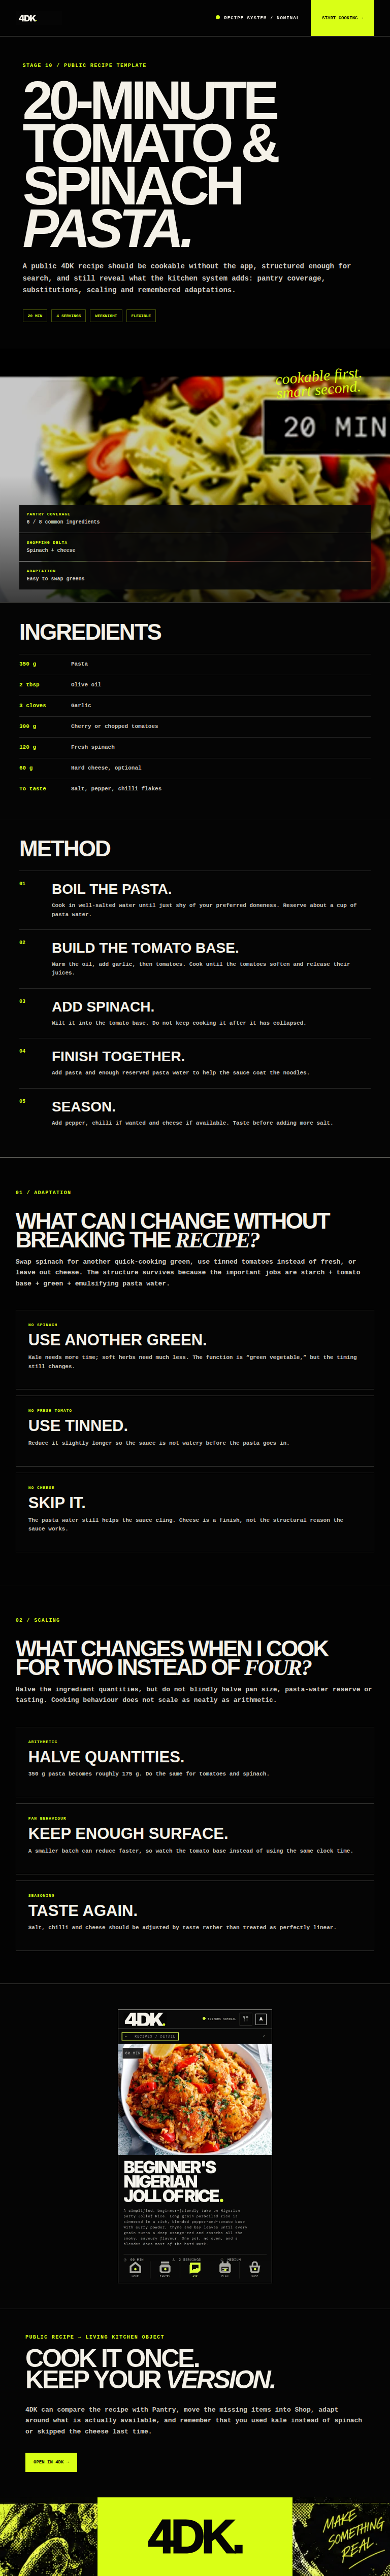 4DK.
RECIPE SYSTEM / NOMINAL
START COOKING →
STAGE 10 / PUBLIC RECIPE TEMPLATE
20-MINUTE
TOMATO &
SPINACH
PASTA.
A public 4DK recipe should be cookable without the app, structured enough for
search, and still reveal what the kitchen system adds: pantry coverage,
substitutions, scaling and remembered adaptations.
20 MIN
4 SERVINGS
WEEKNIGHT
FLEXIBLE
cookable first.
smart second.
20 MIN
PANTRY COVERAGE
6 / 8 common ingredients
SHOPPING DELTA
Spinach + cheese
ADAPTATION
Easy to swap greens
INGREDIENTS
350 g Pasta
2 tbsp Olive oil
3 cloves Garlic
300 g Cherry or chopped tomatoes
120 g Fresh spinach
60 g Hard cheese, optional
To taste Salt, pepper, chilli flakes
METHOD
01
BOIL THE PASTA.
Cook in well-salted water until just shy of your preferred doneness. Reserve about a cup of
pasta water.
02
BUILD THE TOMATO BASE.
Warm the oil, add garlic, then tomatoes. Cook until the tomatoes soften and release their
juices.
03
ADD SPINACH.
Wilt it into the tomato base. Do not keep cooking it after it has collapsed.
04
FINISH TOGETHER.
Add pasta and enough reserved pasta water to help the sauce coat the noodles.
05
SEASON.
Add pepper, chilli if wanted and cheese if available. Taste before adding more salt.
01 / ADAPTATION
WHAT CAN I CHANGE WITHOUT
BREAKING THE RECIPE?
Swap spinach for another quick-cooking green, use tinned tomatoes instead of fresh, or
leave out cheese. The structure survives because the important jobs are starch + tomato
base + green + emulsifying pasta water.
NO SPINACH
USE ANOTHER GREEN.
Kale needs more time; soft herbs need much less. The function is “green vegetable,” but the timing
still changes.
NO FRESH TOMATO
USE TINNED.
Reduce it slightly longer so the sauce is not watery before the pasta goes in.
NO CHEESE
SKIP IT.
The pasta water still helps the sauce cling. Cheese is a finish, not the structural reason the
sauce works.
02 / SCALING
WHAT CHANGES WHEN I COOK
FOR TWO INSTEAD OF FOUR?
Halve the ingredient quantities, but do not blindly halve pan size, pasta-water reserve or
tasting. Cooking behaviour does not scale as neatly as arithmetic.
ARITHMETIC
HALVE QUANTITIES.
350 g pasta becomes roughly 175 g. Do the same for tomatoes and spinach.
PAN BEHAVIOUR
KEEP ENOUGH SURFACE.
A smaller batch can reduce faster, so watch the tomato base instead of using the same clock time.
SEASONING
TASTE AGAIN.
Salt, chilli and cheese should be adjusted by taste rather than treated as perfectly linear.
4DK.
SYSTEMS NOMINAL
← RECIPES / DETAIL
BEGINNER'S
NIGERIAN
JOLLOF RICE.
PUBLIC RECIPE → LIVING KITCHEN OBJECT
COOK IT ONCE.
KEEP YOUR VERSION.
4DK can compare the recipe with Pantry, move the missing items into Shop, adapt
around what is actually available, and remember that you used kale instead of spinach
or skipped the cheese last time.
OPEN IN 4DK →
4DK.
MAKE
SOMETHING
REAL.